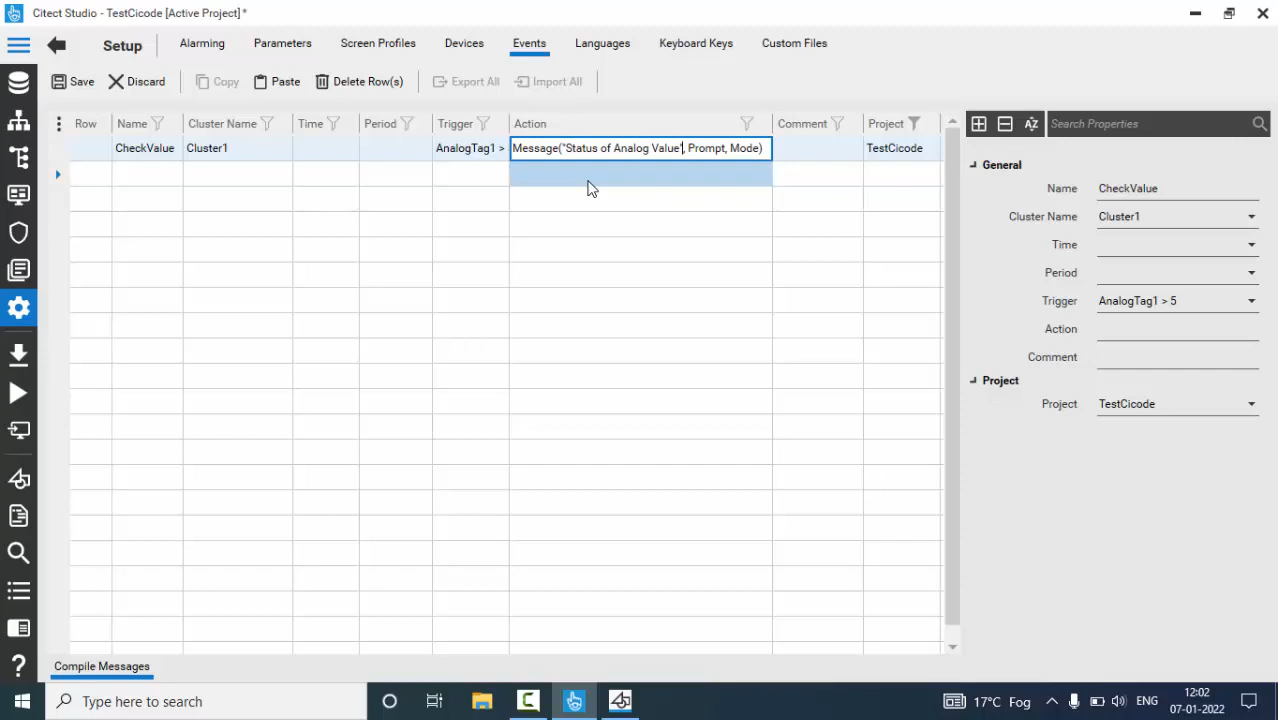 Citect Studio - TestCicode [Active Project] *
Setup Alarming Parameters Screen Profiles Devices Events Languages Keyboard Keys Custom Files
Save Discard Copy Paste Delete Row(s) Export All Import All
Row Name Cluster Name Time Period Trigger Action Comment Project
CheckValue Cluster1 AnalogTag1 > Message("Status of Analog Value", Prompt, Mode) TestCicode
Search Properties
General
Name CheckValue
Cluster Name Cluster1
Time
Period
Trigger AnalogTag1 > 5
Action
Comment
Project
Project TestCicode
Compile Messages
Type here to search
17°C Fog
ENG
12:02
07-01-2022